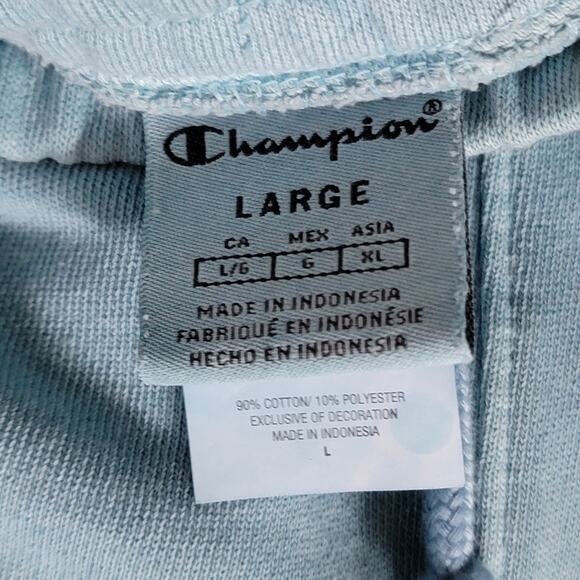 Champion®
LARGE
CA MEX ASIA
L/G G XL
MADE IN INDONESIA
FABRIQUÉ EN INDONÉSIE
HECHO EN INDONESIA
90% COTTON/ 10% POLYESTER
EXCLUSIVE OF DECORATION
MADE IN INDONESIA
L